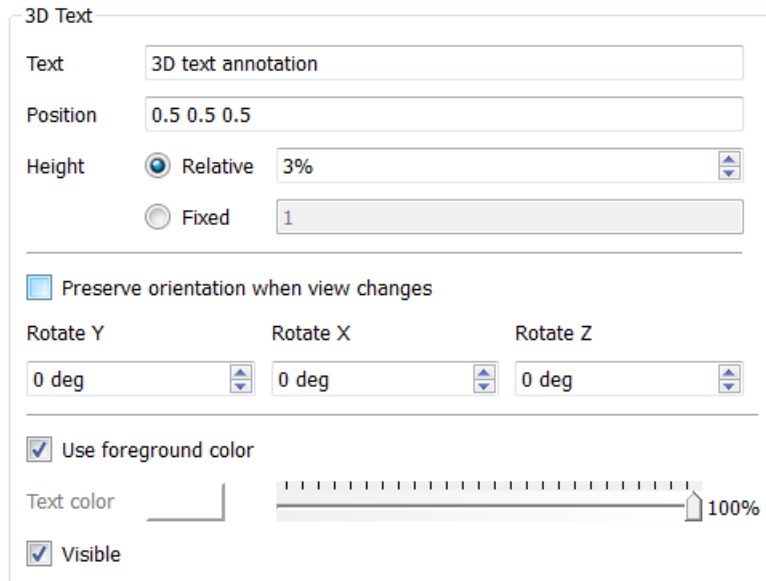 3D Text
Text 3D text annotation
Position 0.5 0.5 0.5
Height Relative 3%
Fixed 1
Preserve orientation when view changes
Rotate Y Rotate X Rotate Z
0 deg 0 deg 0 deg
Use foreground color
Text color 100%
Visible